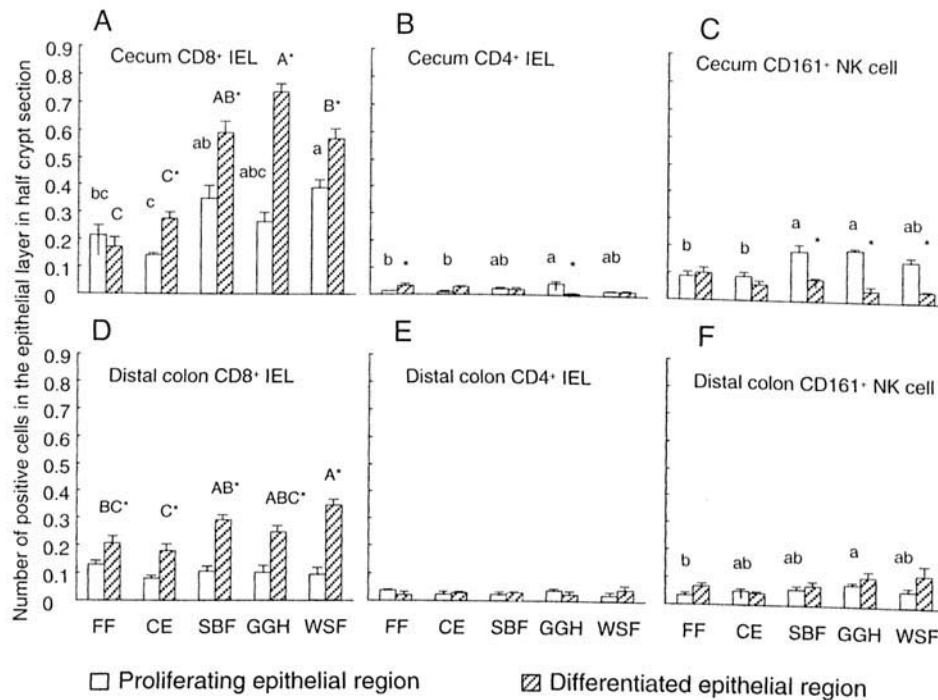 Number of positive cells in the epithelial layer in half crypt section
A
Cecum CD8⁺ IEL
0.9
0.8
0.7
0.6
0.5
0.4
0.3
0.2
0.1
0
bc
C
c
C*
ab
AB*
abc
A*
a
B*
B
Cecum CD4⁺ IEL
b
*
b
ab
a
*
ab
C
Cecum CD161⁺ NK cell
b
b
a
*
a
*
ab
*
D
Distal colon CD8⁺ IEL
0.9
0.8
0.7
0.6
0.5
0.4
0.3
0.2
0.1
0
BC*
C*
AB*
ABC*
A*
FF CE SBF GGH WSF
E
Distal colon CD4⁺ IEL
FF CE SBF GGH WSF
F
Distal colon CD161⁺ NK cell
b
ab
ab
a
ab
FF CE SBF GGH WSF
Proliferating epithelial region
Differentiated epithelial region